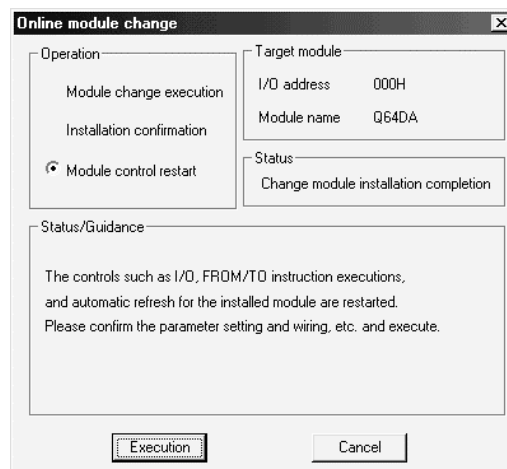 Online module change
Operation
Module change execution
Installation confirmation
Module control restart
Target module
I/O address 000H
Module name Q64DA
Status
Change module installation completion
Status/Guidance
The controls such as I/O, FROM/TO instruction executions,
and automatic refresh for the installed module are restarted.
Please confirm the parameter setting and wiring, etc. and execute.
Execution
Cancel